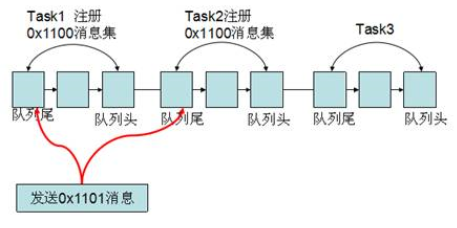 Task1 注册
0x1100消息集
Task2注册
0x1100消息集
Task3
队列尾
队列头
队列尾
队列头
队列尾
队列头
发送0x1101消息